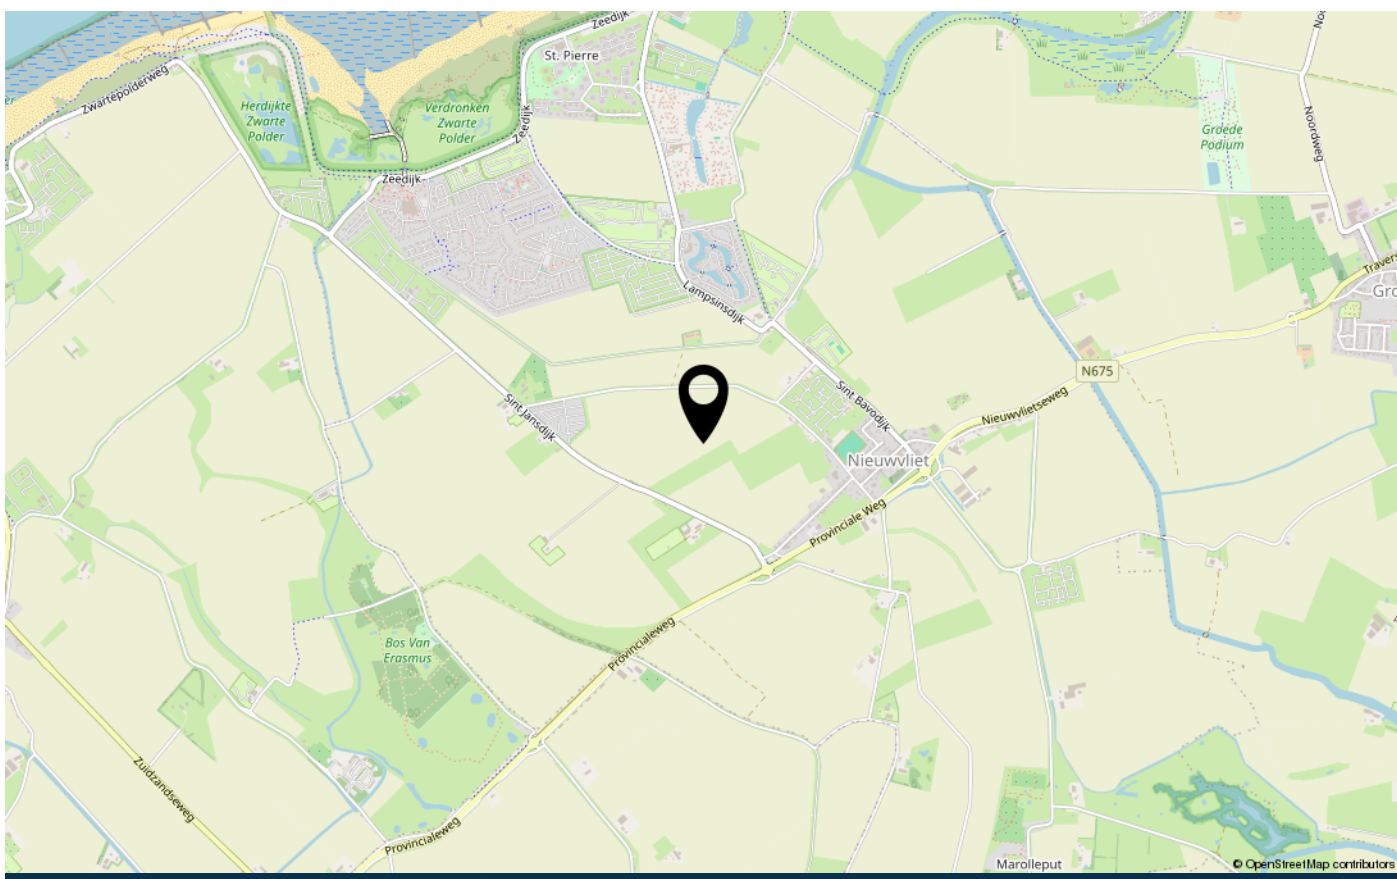 Zeedijk
No
St. Pierre
Zwartepolderweg
Herdijkte
Zwarte
Polder
Verdronken
Zwarte
Polder
Zeedijk
Groede
Podium
Noordweg
Zeedijk
Travers
Gro
Lampsinsdijk
N675
Sint Bavodijk
Sint Jansdijk
Nieuwvlietseweg
Nieuwvliet
Provinciale Weg
Bos Van
Erasmus
Provincialeweg
Zuidzandseweg
Provincialeweg
Marolleput
© OpenStreetMap contributors